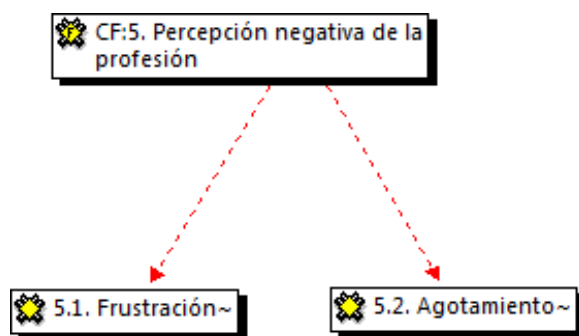 CF:5. Percepción negativa de la
profesión
5.1. Frustración~
5.2. Agotamiento~